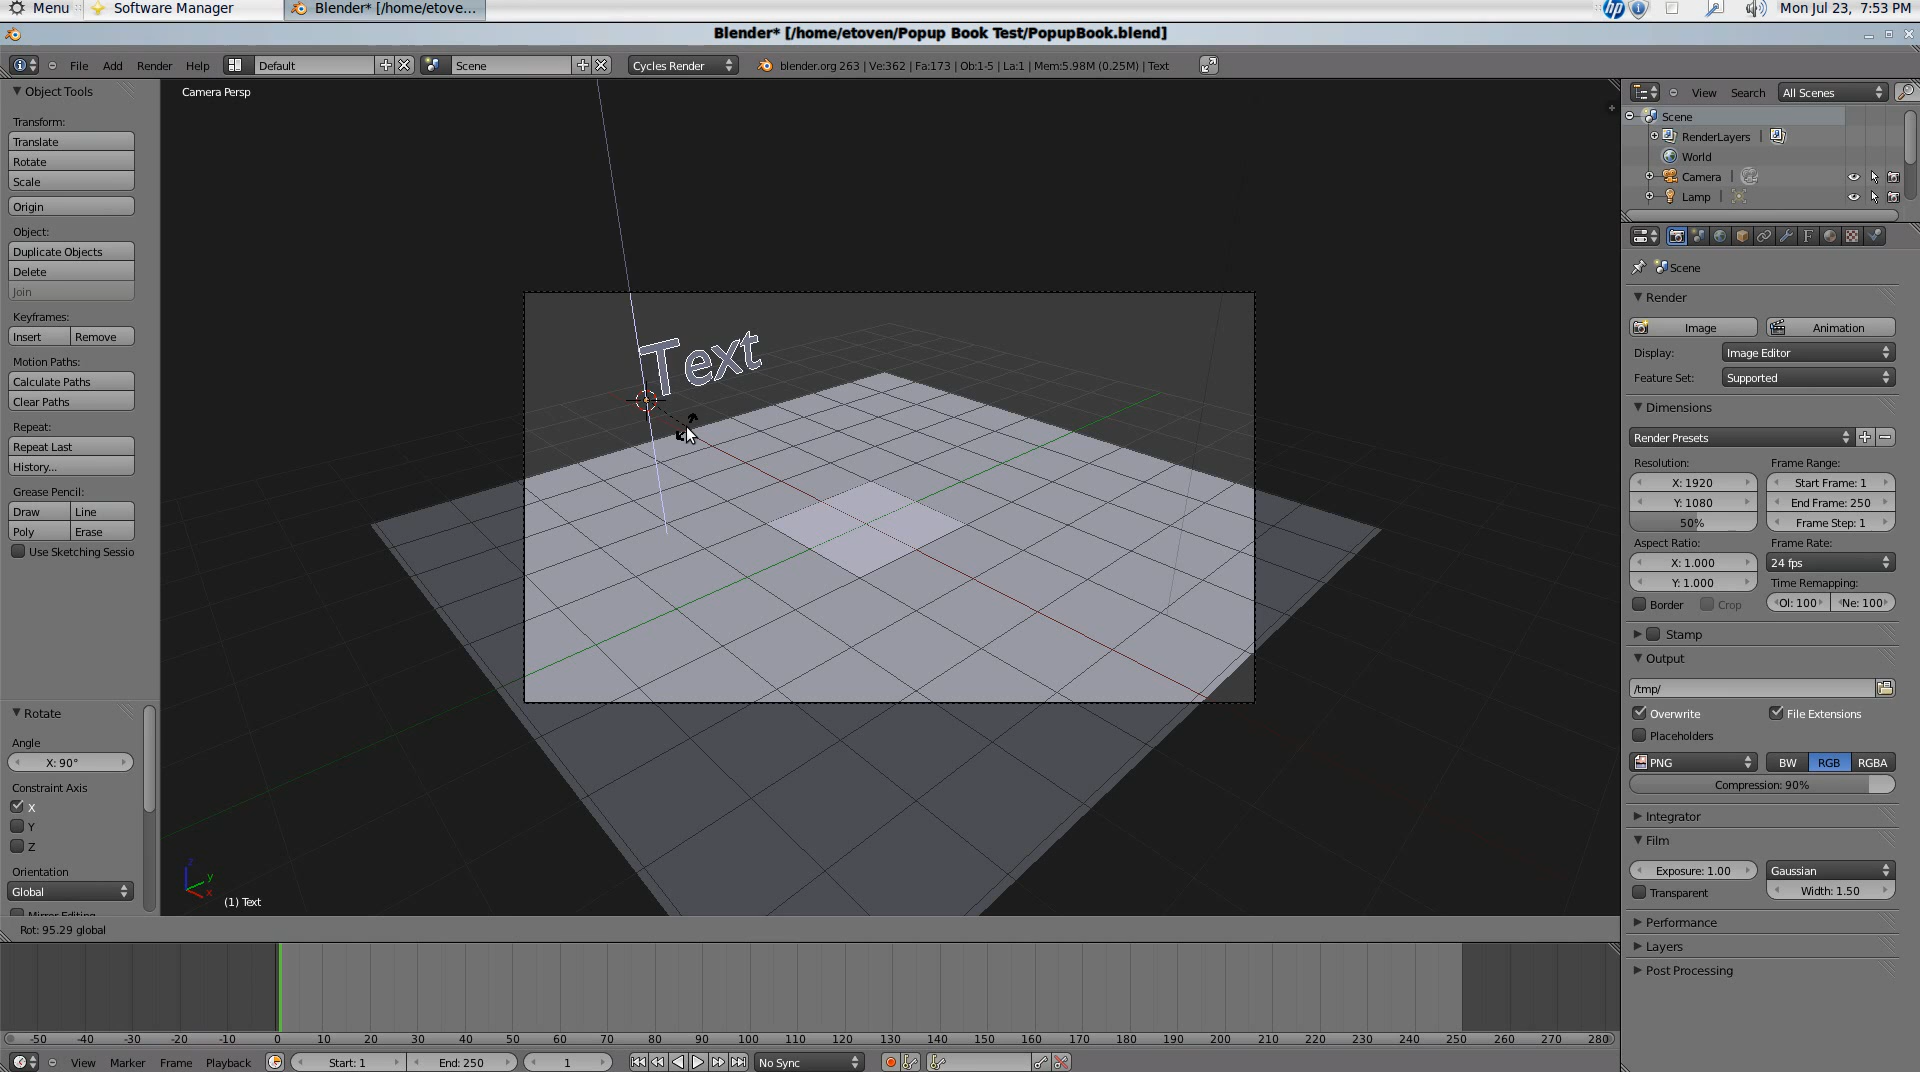 Menu Software Manager Blender* [/home/etove... Mon Jul 23, 7:53 PM
Blender* [/home/etoven/Popup Book Test/PopupBook.blend]
File Add Render Help Default Scene Cycles Render blender.org 263 | Ve:362 | Fa:173 | Ob:1-5 | La:1 | Mem:5.98M (0.25M) | Text
View Search All Scenes
Object Tools
Transform:
Translate
Rotate
Scale
Origin
Object:
Duplicate Objects
Delete
Join
Keyframes:
Insert Remove
Motion Paths:
Calculate Paths
Clear Paths
Repeat:
Repeat Last
History...
Grease Pencil:
Draw Line
Poly Erase
Use Sketching Sessio
Rotate
Angle
X: 90°
Constraint Axis
X
Y
Z
Orientation
Global
Mirror Editing
Camera Persp
Text
z
y
x
(1) Text
Rot: 95.29 global
Scene
RenderLayers
World
Camera
Lamp
Scene
Render
Image Animation
Display: Image Editor
Feature Set: Supported
Dimensions
Render Presets
Resolution: Frame Range:
X: 1920 Start Frame: 1
Y: 1080 End Frame: 250
50% Frame Step: 1
Aspect Ratio: Frame Rate:
X: 1.000 24 fps
Y: 1.000 Time Remapping:
Border Crop Ol: 100 Ne: 100
Stamp
Output
/tmp/
Overwrite File Extensions
Placeholders
PNG BW RGB RGBA
Compression: 90%
Integrator
Film
Exposure: 1.00 Gaussian
Transparent Width: 1.50
Performance
Layers
Post Processing
-50 -40 -30 -20 -10 0 10 20 30 40 50 60 70 80 90 100 110 120 130 140 150 160 170 180 190 200 210 220 230 240 250 260 270 280
View Marker Frame Playback Start: 1 End: 250 1 No Sync